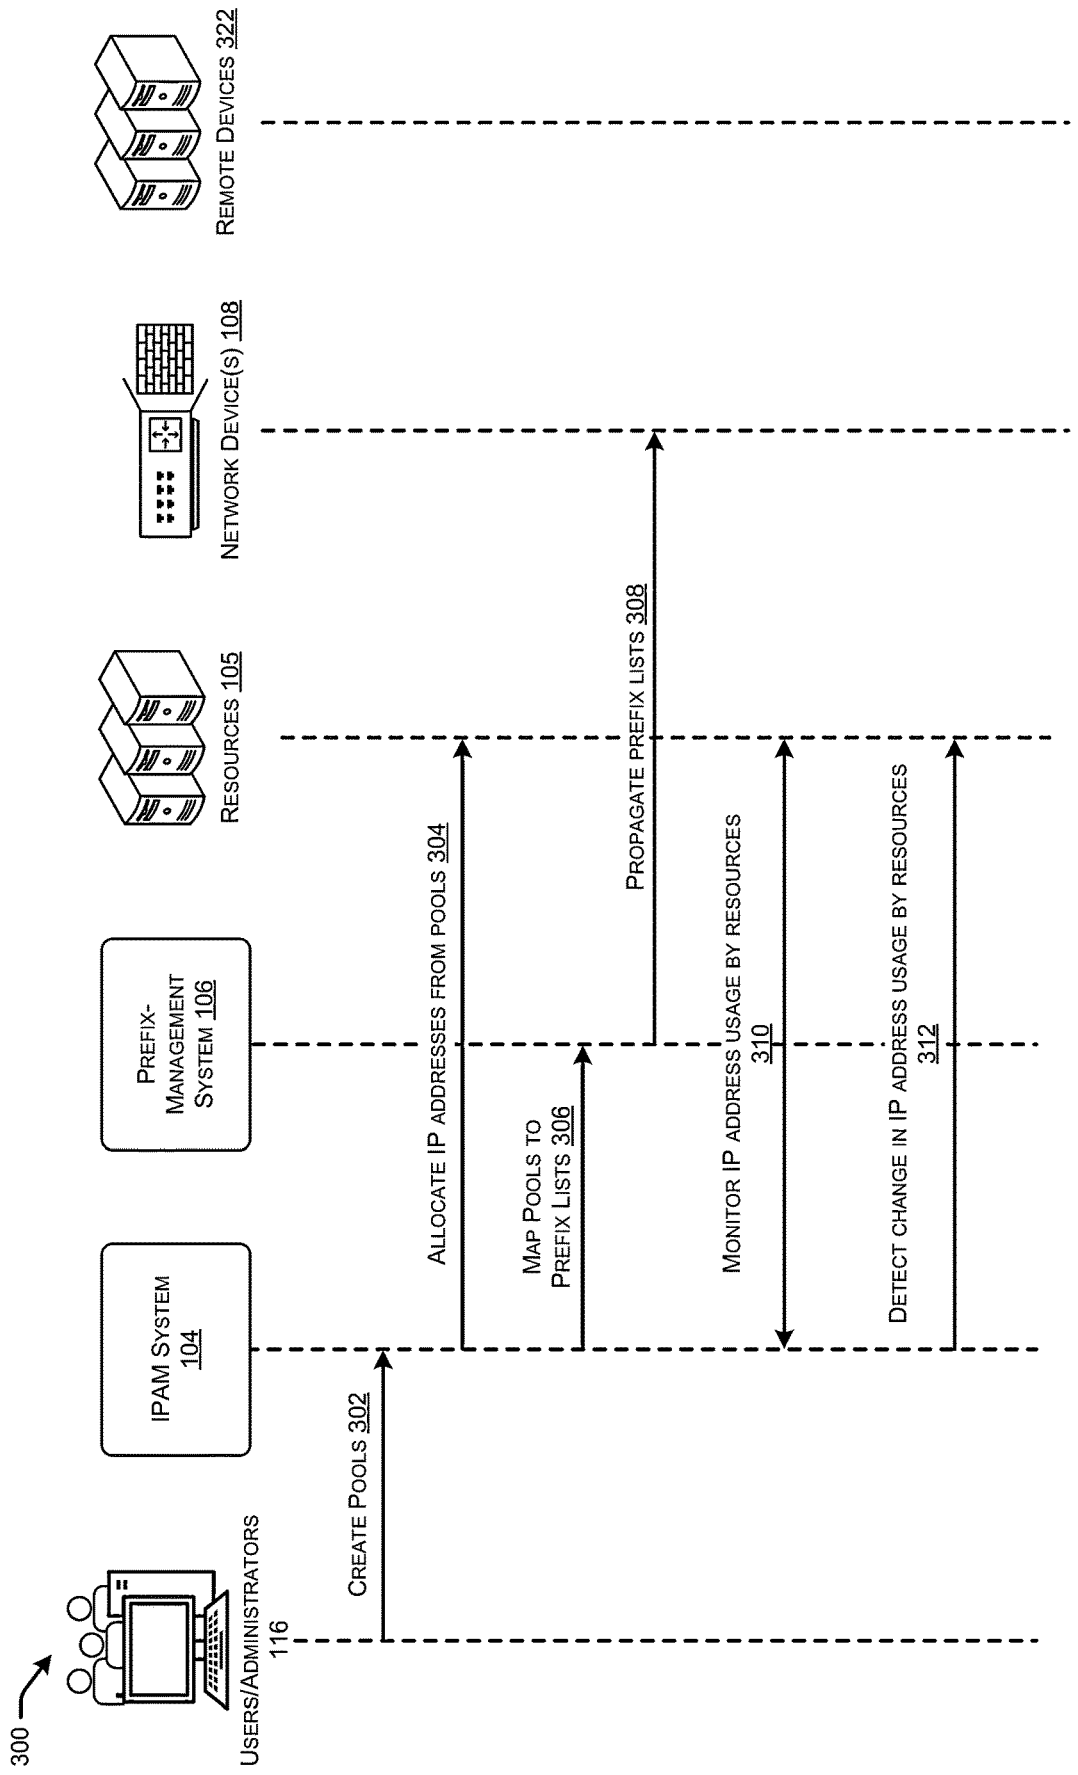 300
USERS/ADMINISTRATORS
116
IPAM SYSTEM
104
PREFIX-
MANAGEMENT
SYSTEM 106
RESOURCES 105
NETWORK DEVICE(S) 108
REMOTE DEVICES 322
CREATE POOLS 302
ALLOCATE IP ADDRESSES FROM POOLS 304
MAP POOLS TO
PREFIX LISTS 306
PROPAGATE PREFIX LISTS 308
MONITOR IP ADDRESS USAGE BY RESOURCES
310
DETECT CHANGE IN IP ADDRESS USAGE BY RESOURCES
312